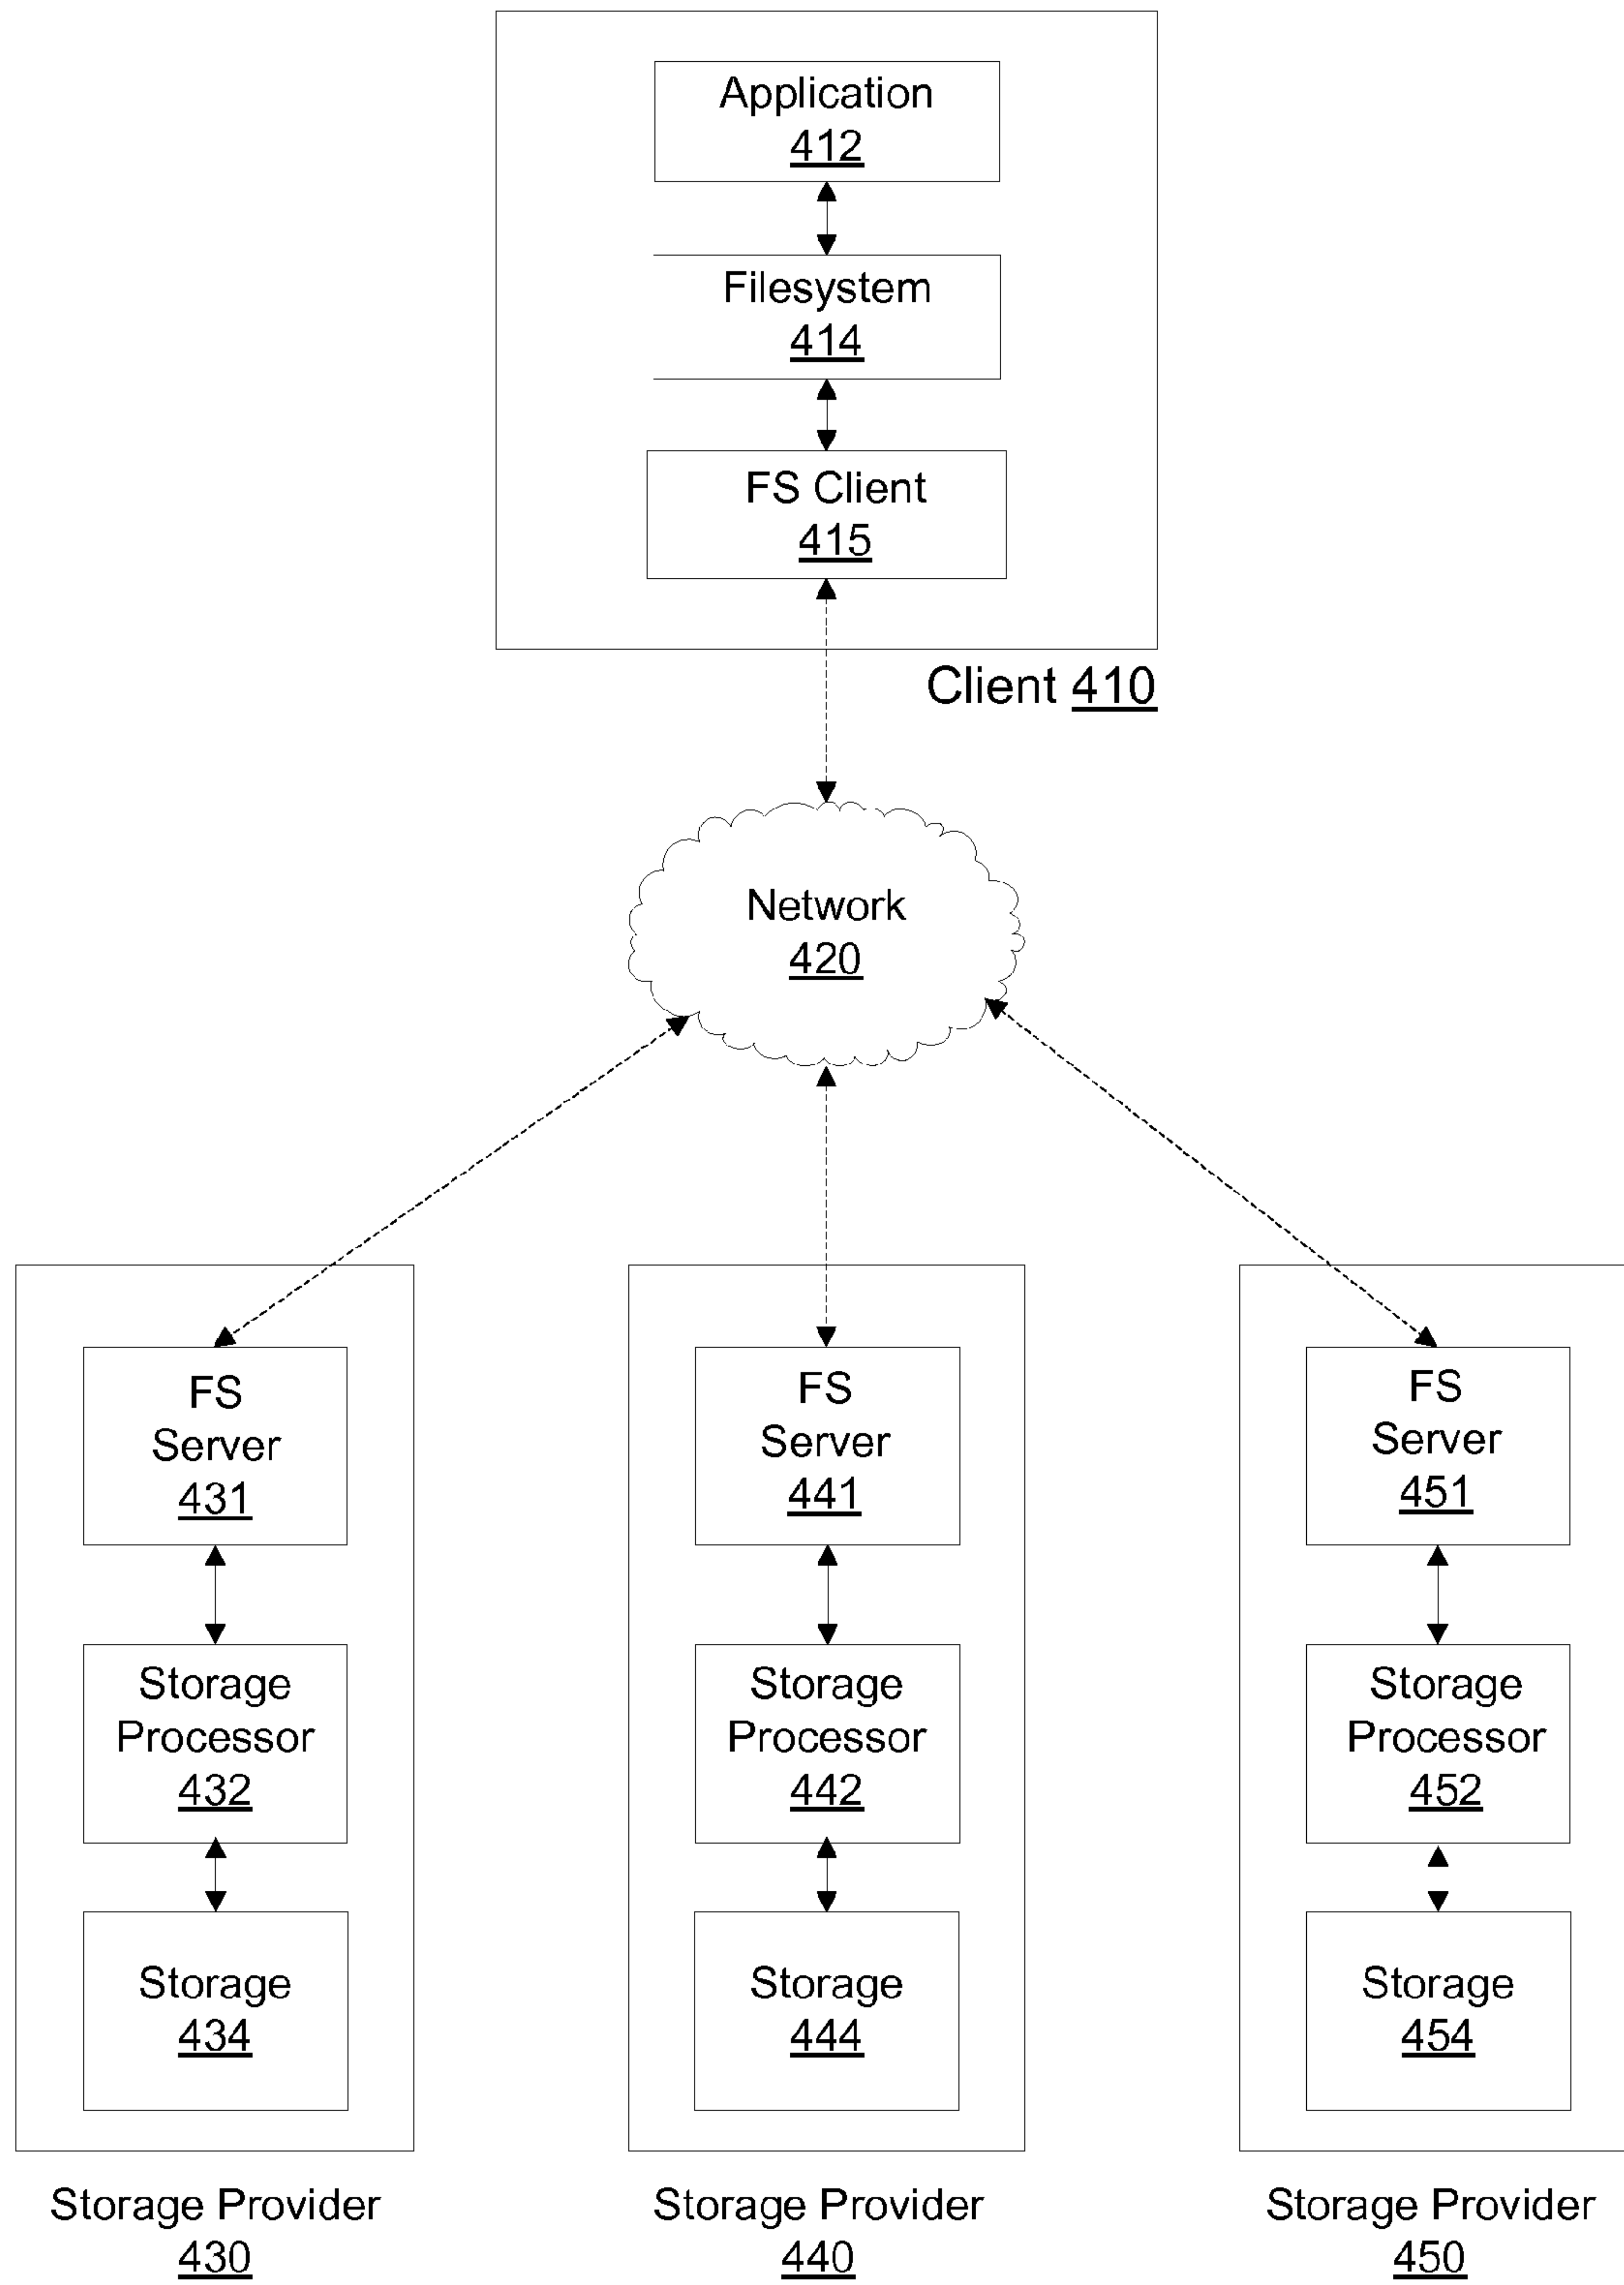 Application
412
Filesystem
414
FS Client
415
Client 410
Network
420
FS
Server
431
Storage
Processor
432
Storage
434
Storage Provider
430
FS
Server
441
Storage
Processor
442
Storage
444
Storage Provider
440
FS
Server
451
Storage
Processor
452
Storage
454
Storage Provider
450